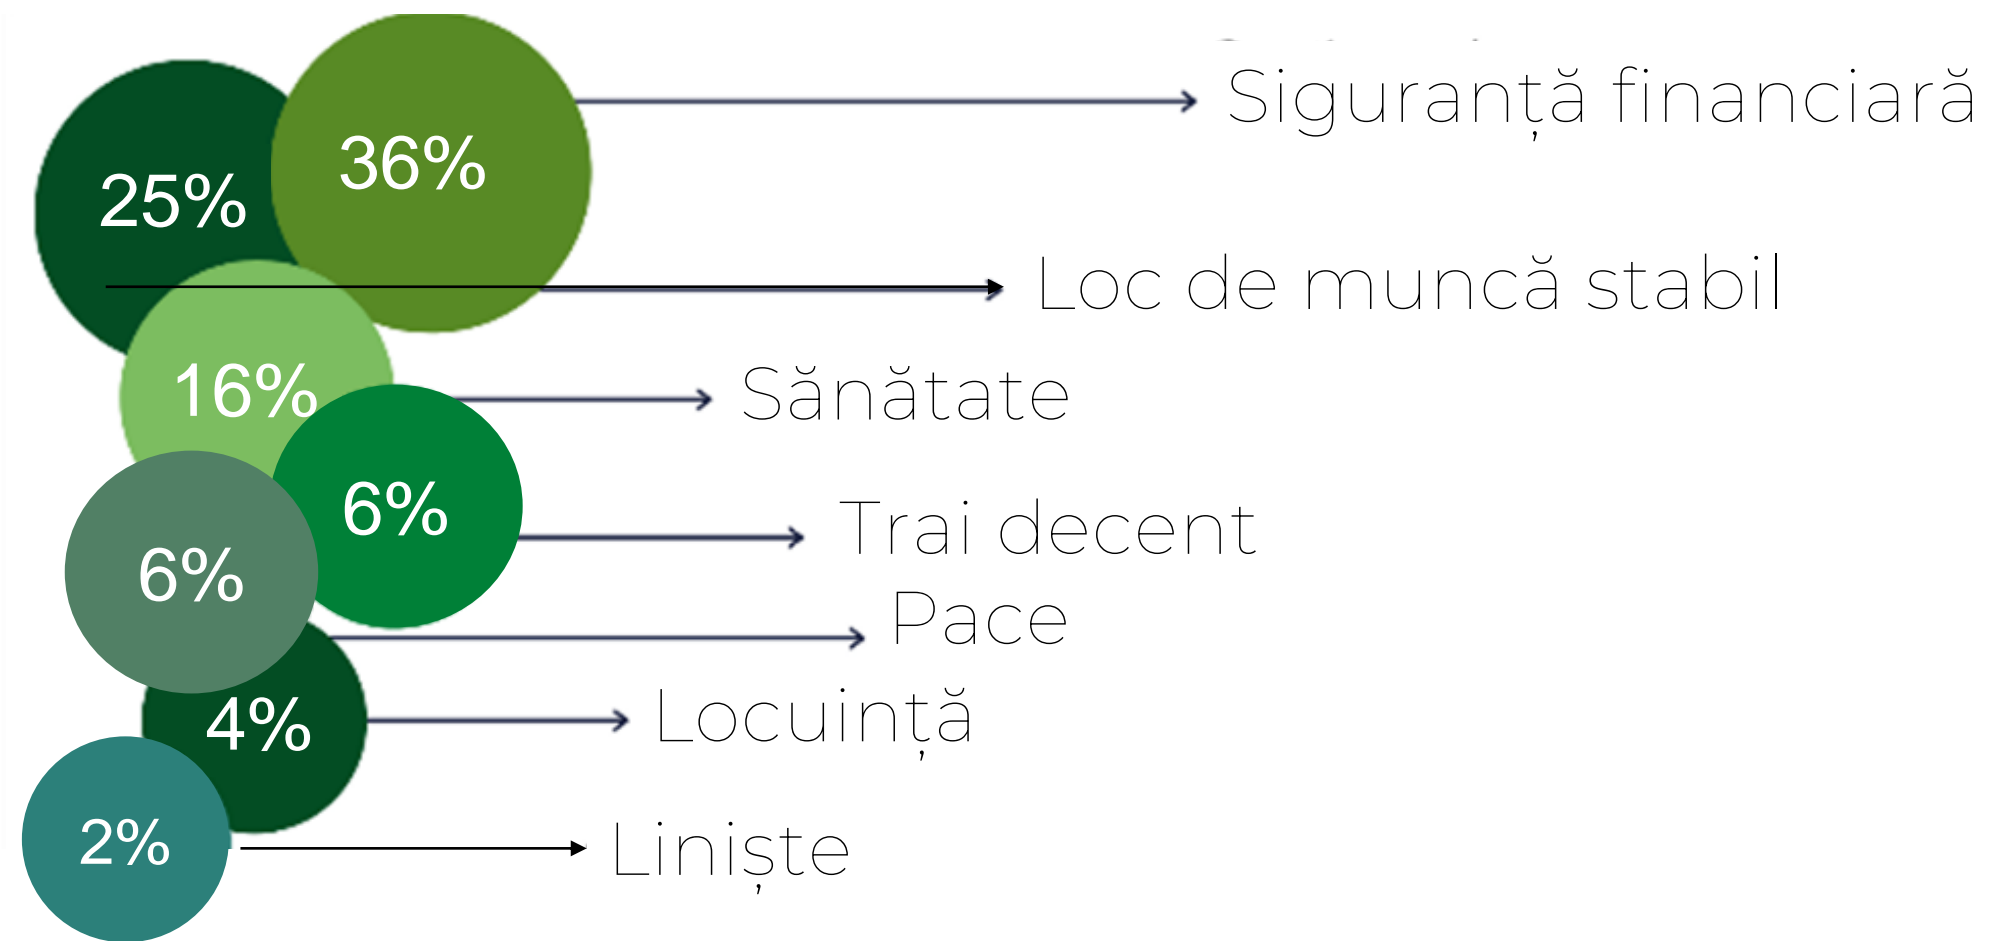 36%
Siguranță financiară
25%
Loc de muncă stabil
16%
Sănătate
6%
Trai decent
6%
Pace
4%
Locuință
2%
Liniște